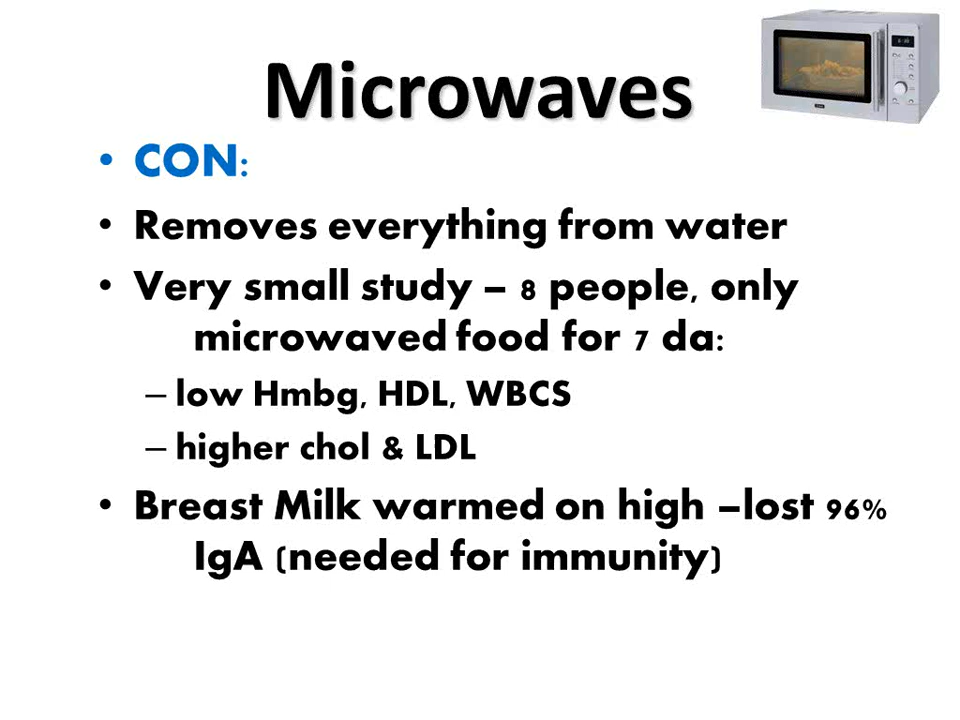 Microwaves
• CON:
• Removes everything from water
• Very small study – 8 people, only
microwaved food for 7 da:
– low Hmbg, HDL, WBCS
– higher chol & LDL
• Breast Milk warmed on high –lost 96%
IgA (needed for immunity)